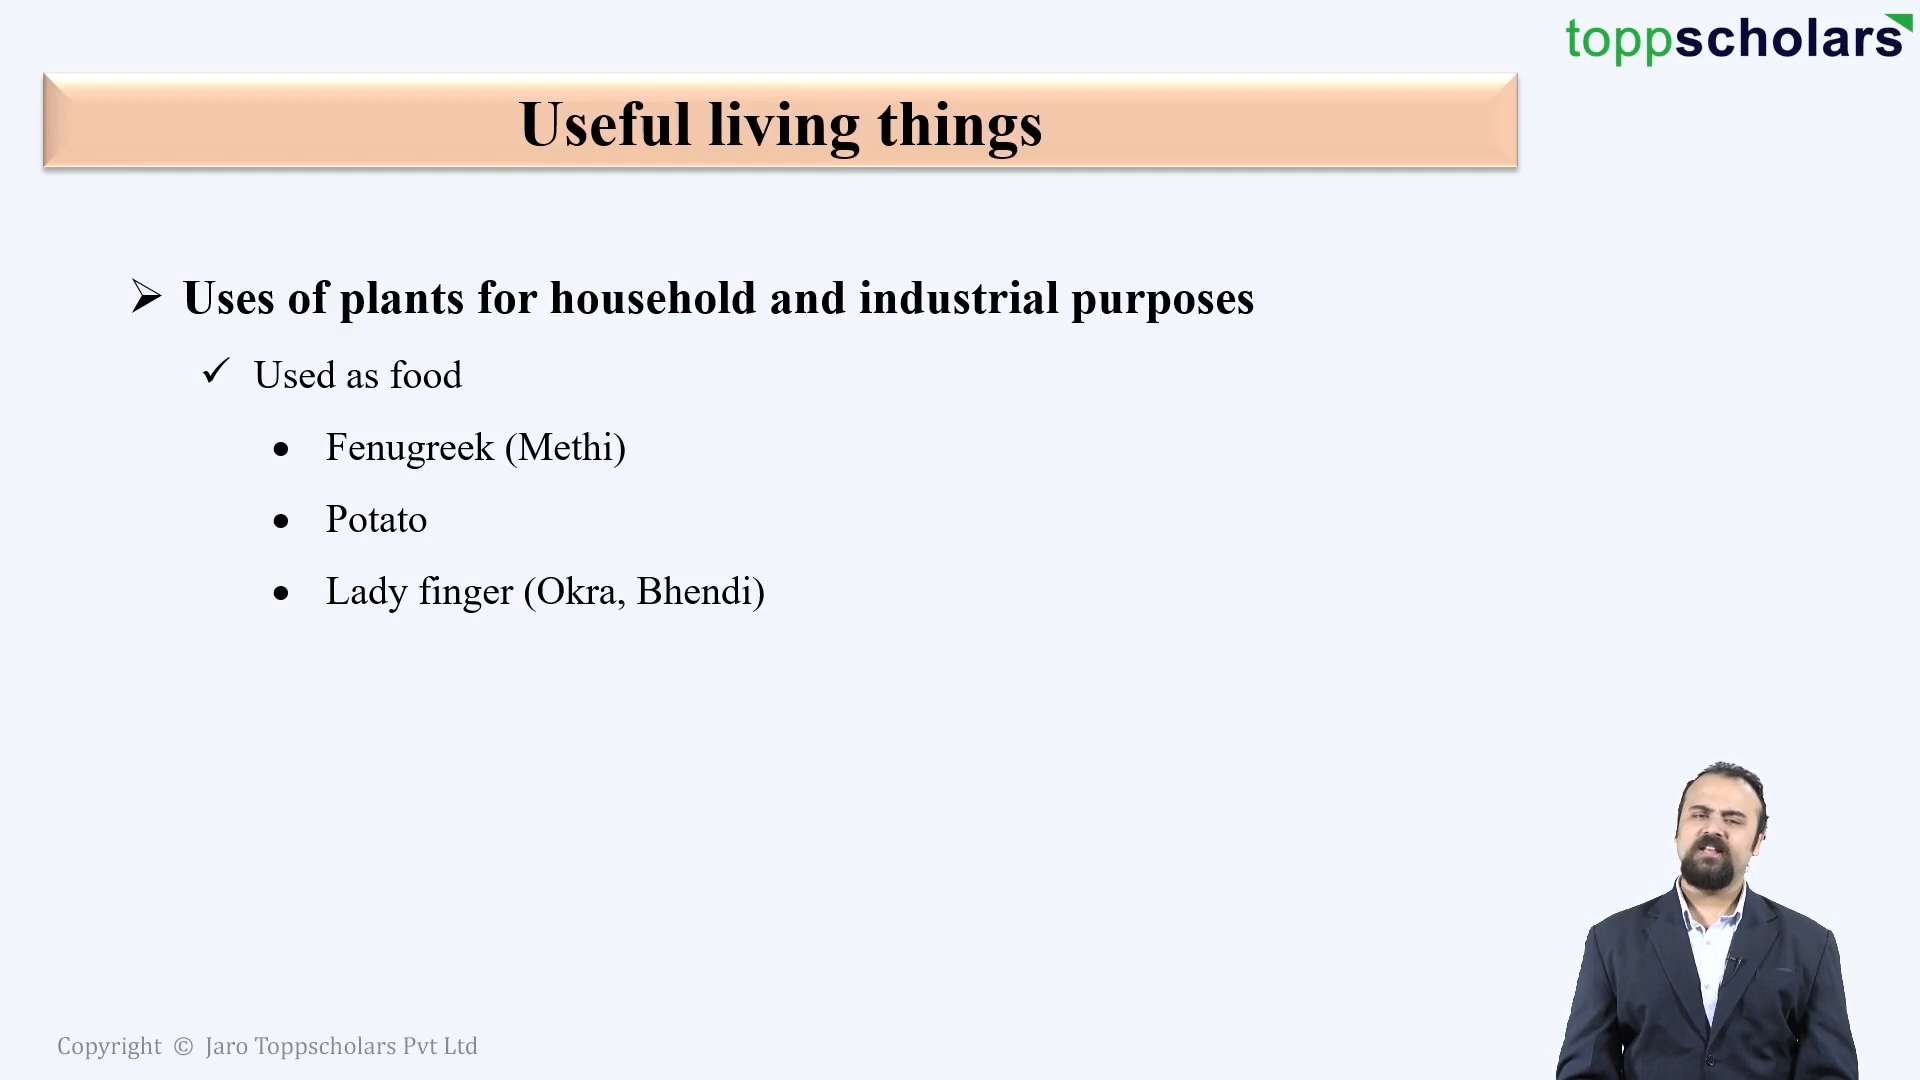 toppscholars
Useful living things
➢ Uses of plants for household and industrial purposes
✓ Used as food
• Fenugreek (Methi)
• Potato
• Lady finger (Okra, Bhendi)
Copyright © Jaro Toppscholars Pvt Ltd